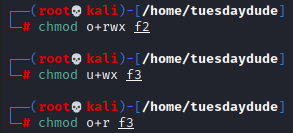 ┌──(root💀kali)-[/home/tuesdaydude]
└─# chmod o+rwx f2
┌──(root💀kali)-[/home/tuesdaydude]
└─# chmod u+wx f3
┌──(root💀kali)-[/home/tuesdaydude]
└─# chmod o+r f3